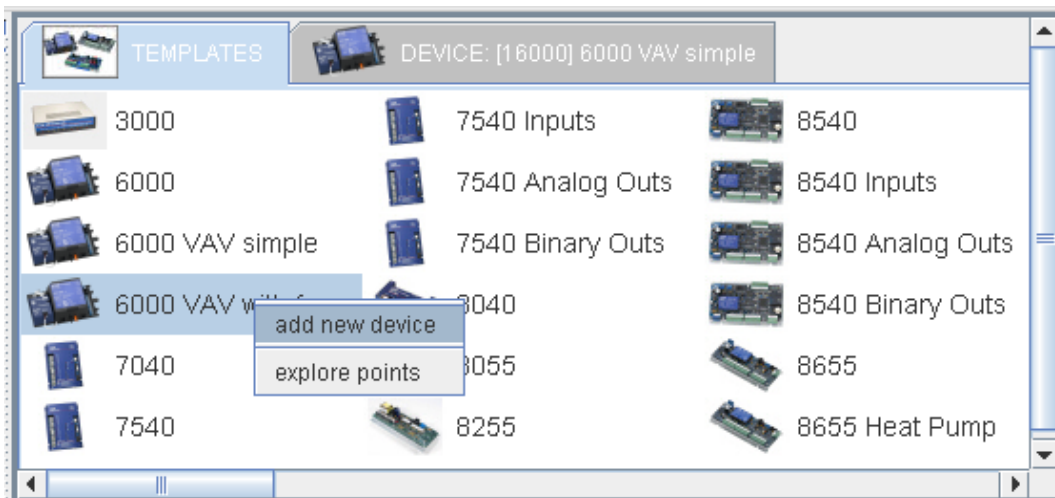 TEMPLATES
DEVICE: [16000] 6000 VAV simple
3000
7540 Inputs
8540
6000
7540 Analog Outs
8540 Inputs
6000 VAV simple
7540 Binary Outs
8540 Analog Outs
6000 VAV
8540 Binary Outs
add new device
7040
8655
explore points
7540
8255
8655 Heat Pump